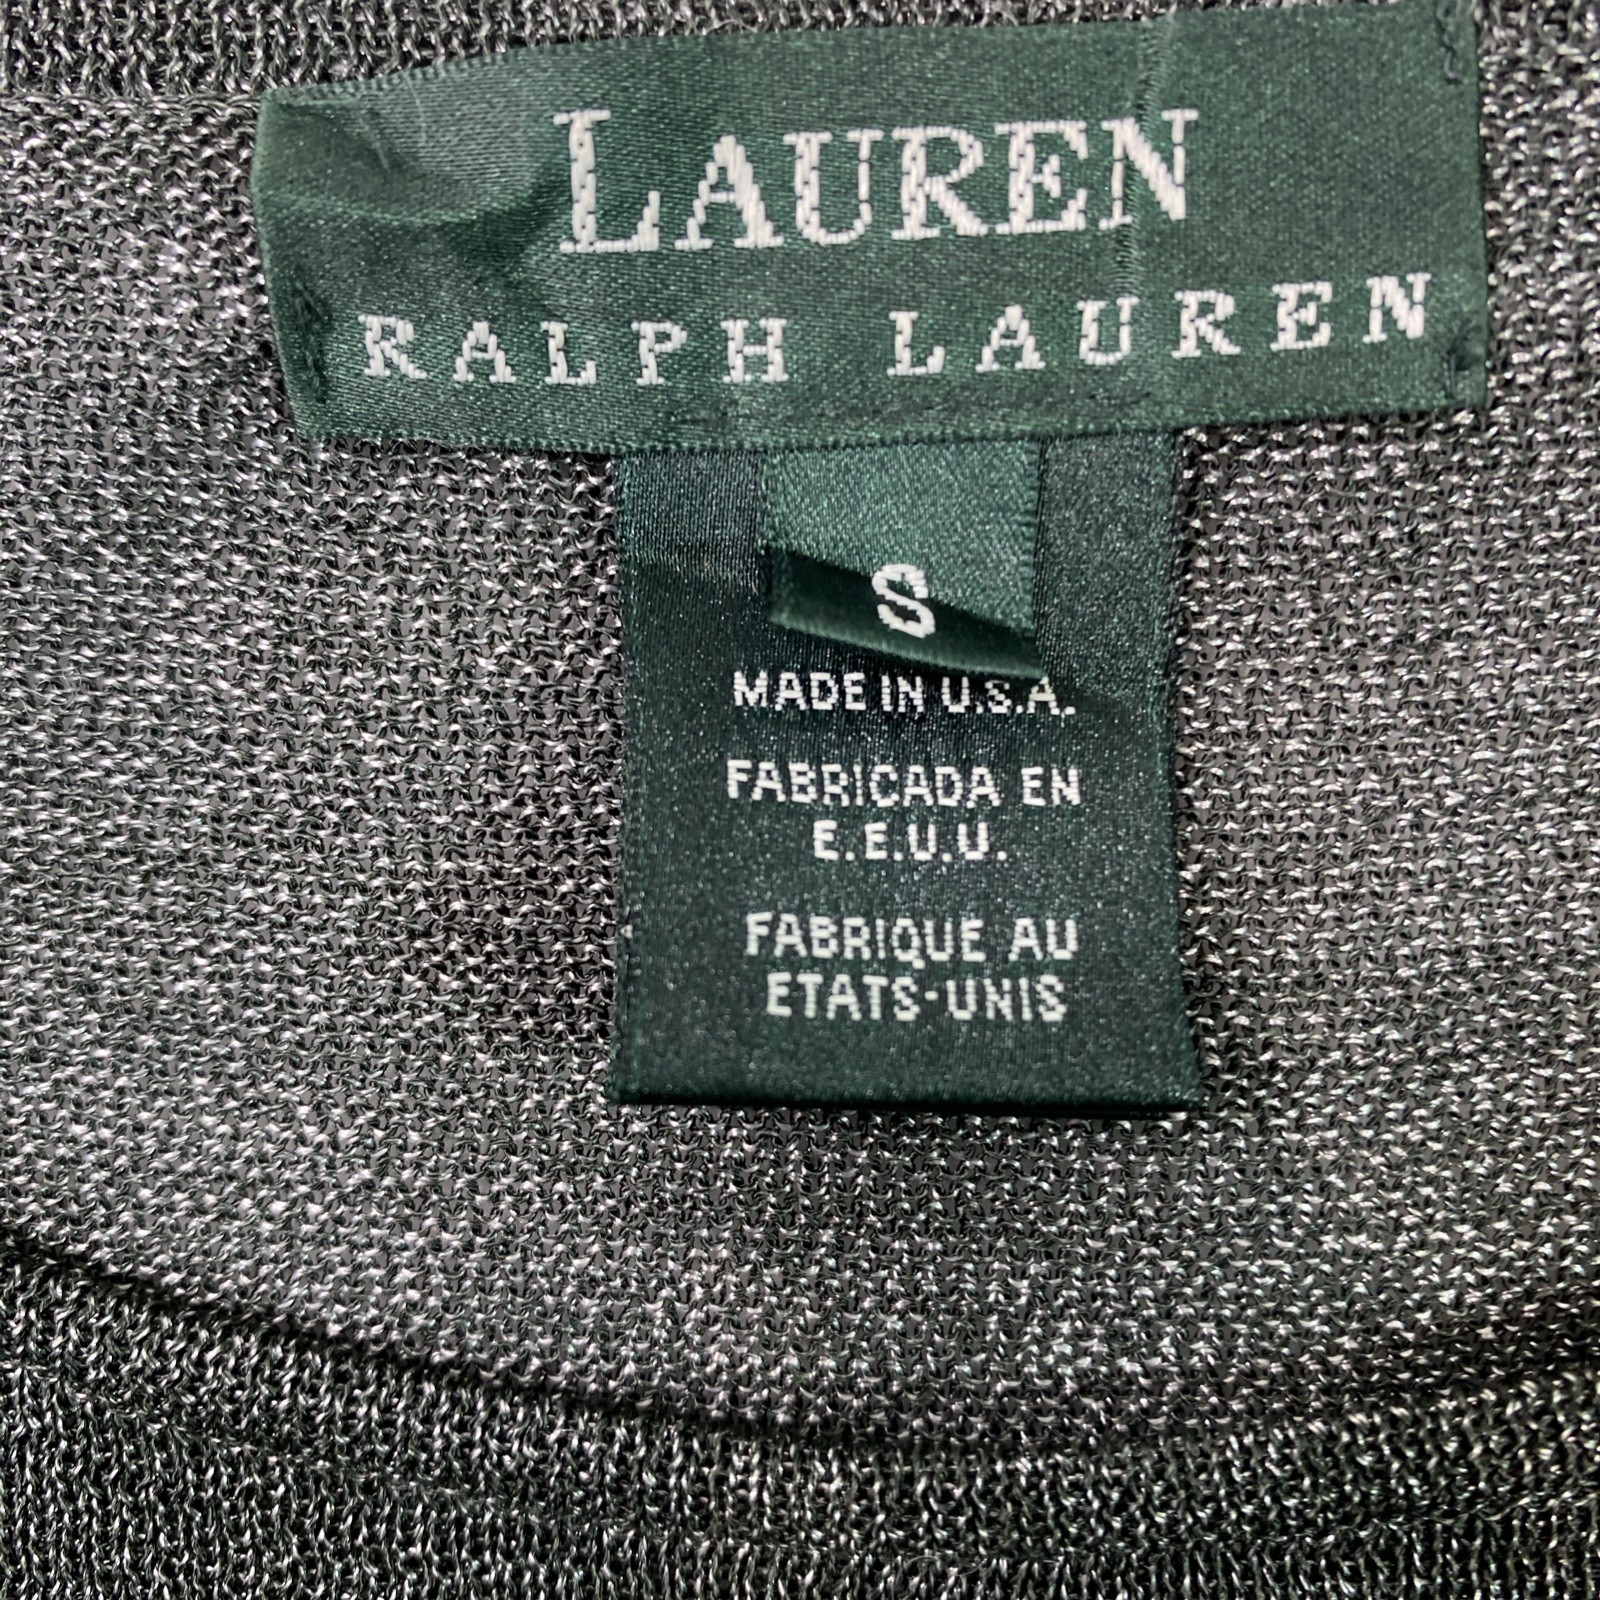 LAUREN
RALPH LAUREN
S
MADE IN U.S.A.
FABRICADA EN
E.E.U.U.
FABRIQUE AU
ETATS-UNIS